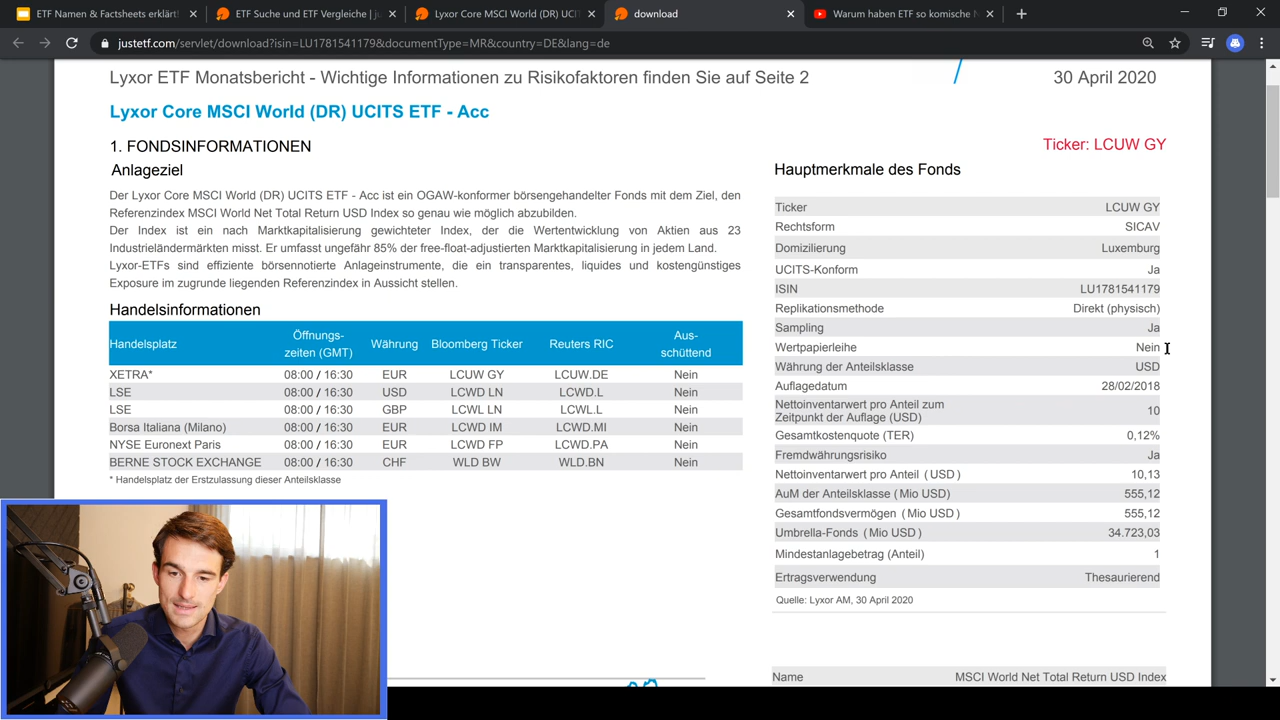 ETF Namen & Factsheets erklärt!
ETF Suche und ETF Vergleiche | ju
Lyxor Core MSCI World (DR) UCIT
download
Warum haben ETF so komische N
justetf.com/servlet/download?isin=LU1781541179&documentType=MR&country=DE&lang=de
Lyxor ETF Monatsbericht - Wichtige Informationen zu Risikofaktoren finden Sie auf Seite 2
30 April 2020
Lyxor Core MSCI World (DR) UCITS ETF - Acc
1. FONDSINFORMATIONEN
Ticker: LCUW GY
Anlageziel
Der Lyxor Core MSCI World (DR) UCITS ETF - Acc ist ein OGAW-konformer börsengehandelter Fonds mit dem Ziel, den
Referenzindex MSCI World Net Total Return USD Index so genau wie möglich abzubilden.
Der Index ist ein nach Marktkapitalisierung gewichteter Index, der die Wertentwicklung von Aktien aus 23
Industrieländermärkten misst. Er umfasst ungefähr 85% der free-float-adjustierten Marktkapitalisierung in jedem Land.
Lyxor-ETFs sind effiziente börsennotierte Anlageinstrumente, die ein transparentes, liquides und kostengünstiges
Exposure im zugrunde liegenden Referenzindex in Aussicht stellen.
Handelsinformationen
Handelsplatz Öffnungs-zeiten (GMT) Währung Bloomberg Ticker Reuters RIC Aus-schüttend
XETRA* 08:00 / 16:30 EUR LCUW GY LCUW.DE Nein
LSE 08:00 / 16:30 USD LCWD LN LCWD.L Nein
LSE 08:00 / 16:30 GBP LCWL LN LCWL.L Nein
Borsa Italiana (Milano) 08:00 / 16:30 EUR LCWD IM LCWD.MI Nein
NYSE Euronext Paris 08:00 / 16:30 EUR LCWD FP LCWD.PA Nein
BERNE STOCK EXCHANGE 08:00 / 16:30 CHF WLD BW WLD.BN Nein
* Handelsplatz der Erstzulassung dieser Anteilsklasse
Hauptmerkmale des Fonds
Ticker LCUW GY
Rechtsform SICAV
Domizilierung Luxemburg
UCITS-Konform Ja
ISIN LU1781541179
Replikationsmethode Direkt (physisch)
Sampling Ja
Wertpapierleihe Nein
Währung der Anteilsklasse USD
Auflagedatum 28/02/2018
Nettoinventarwert pro Anteil zum
Zeitpunkt der Auflage (USD) 10
Gesamtkostenquote (TER) 0,12%
Fremdwährungsrisiko Ja
Nettoinventarwert pro Anteil ( USD ) 10,13
AuM der Anteilsklasse (Mio USD) 555,12
Gesamtfondsvermögen ( Mio USD ) 555,12
Umbrella-Fonds ( Mio USD ) 34.723,03
Mindestanlagebetrag (Anteil) 1
Ertragsverwendung Thesaurierend
Quelle: Lyxor AM, 30 April 2020
Name MSCI World Net Total Return USD Index